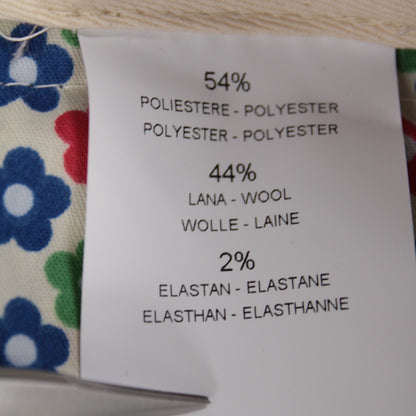 54%
POLIESTERE - POLYESTER
POLYESTER - POLYESTER
44%
LANA - WOOL
WOLLE - LAINE
2%
ELASTAN - ELASTANE
ELASTHAN - ELASTHANNE